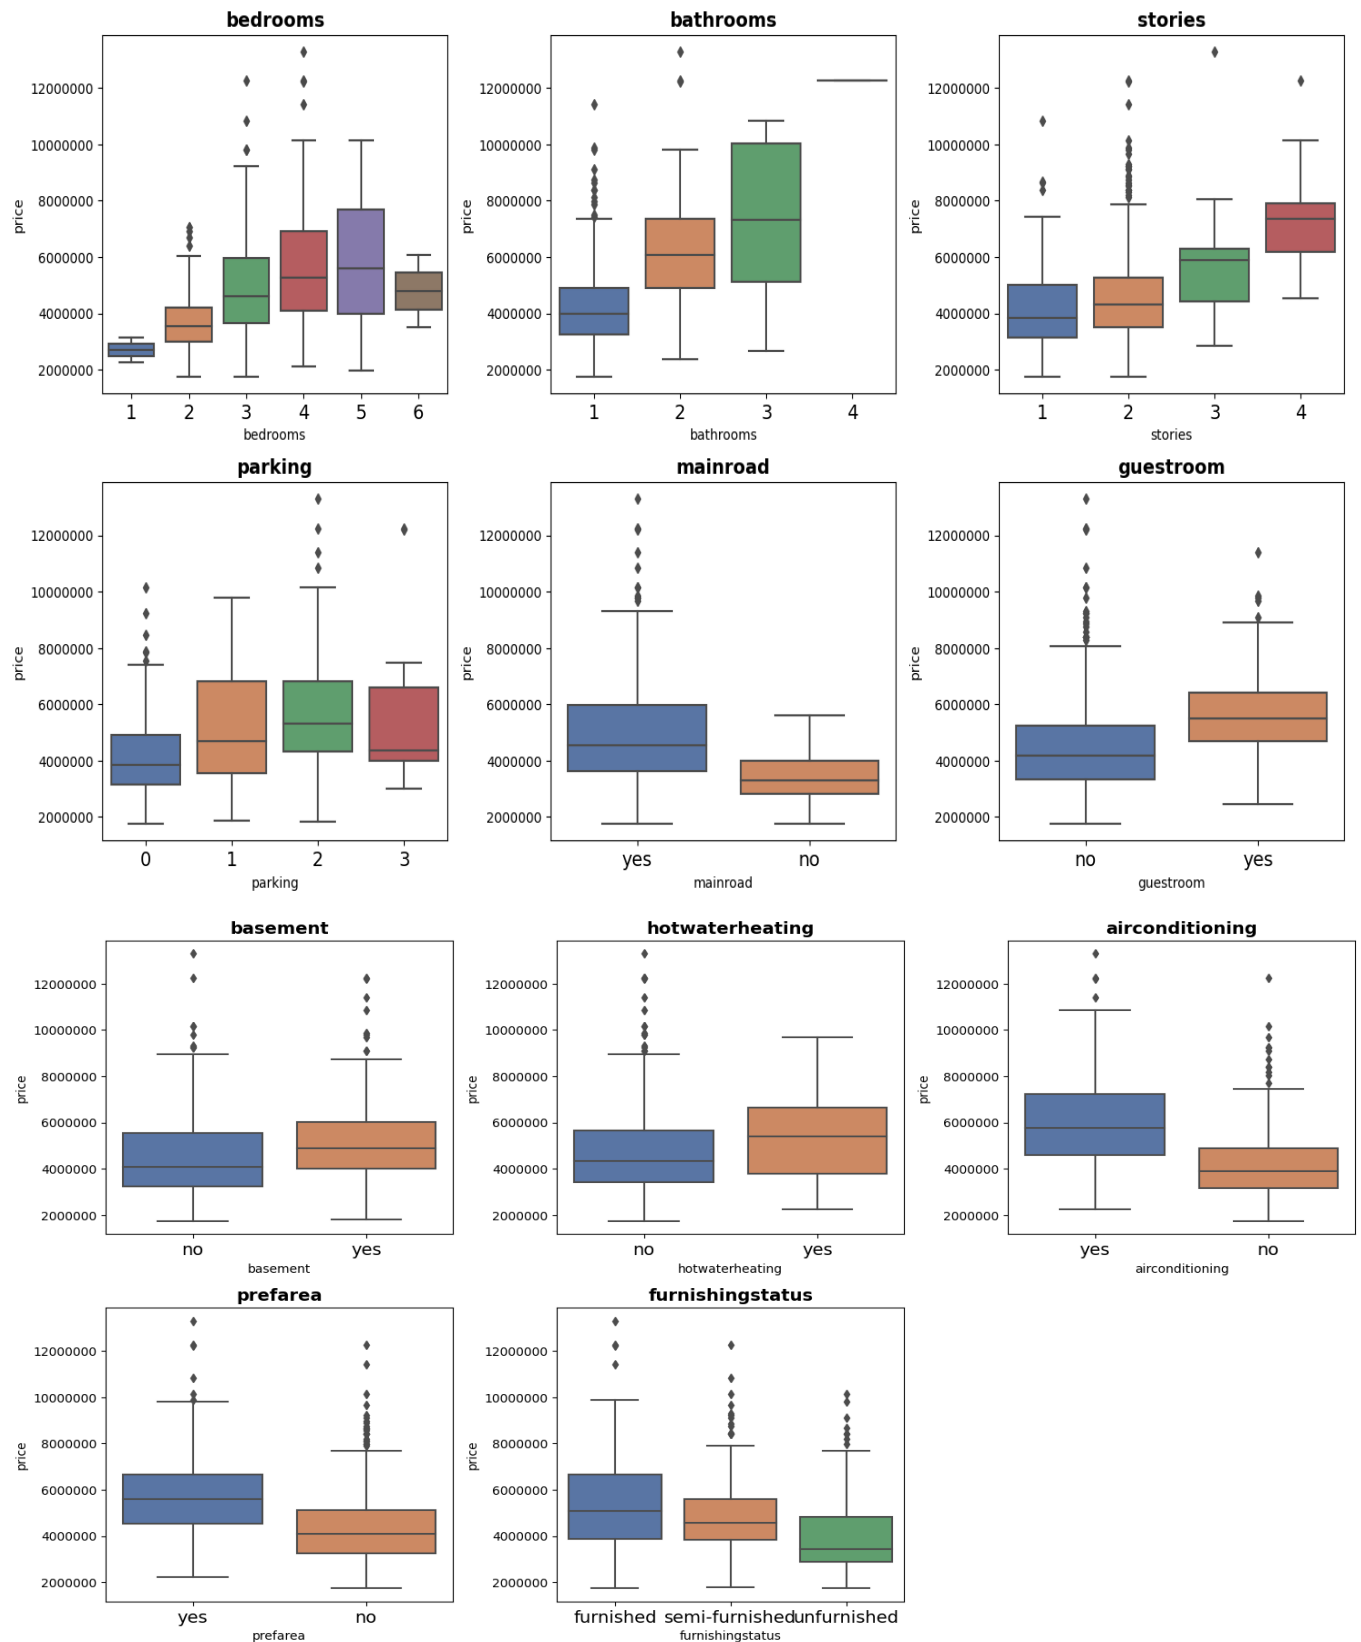 bedrooms
bathrooms
stories
12000000
10000000
8000000
6000000
4000000
2000000
price
1 2 3 4 5 6
bedrooms
12000000
10000000
8000000
6000000
4000000
2000000
price
1 2 3 4
bathrooms
12000000
10000000
8000000
6000000
4000000
2000000
price
1 2 3 4
stories
parking
mainroad
guestroom
12000000
10000000
8000000
6000000
4000000
2000000
price
0 1 2 3
parking
12000000
10000000
8000000
6000000
4000000
2000000
price
yes no
mainroad
12000000
10000000
8000000
6000000
4000000
2000000
price
no yes
guestroom
basement
hotwaterheating
airconditioning
12000000
10000000
8000000
6000000
4000000
2000000
price
no yes
basement
12000000
10000000
8000000
6000000
4000000
2000000
price
no yes
hotwaterheating
12000000
10000000
8000000
6000000
4000000
2000000
price
yes no
airconditioning
prefarea
furnishingstatus
12000000
10000000
8000000
6000000
4000000
2000000
price
yes no
prefarea
12000000
10000000
8000000
6000000
4000000
2000000
price
furnished semi-furnished unfurnished
furnishingstatus